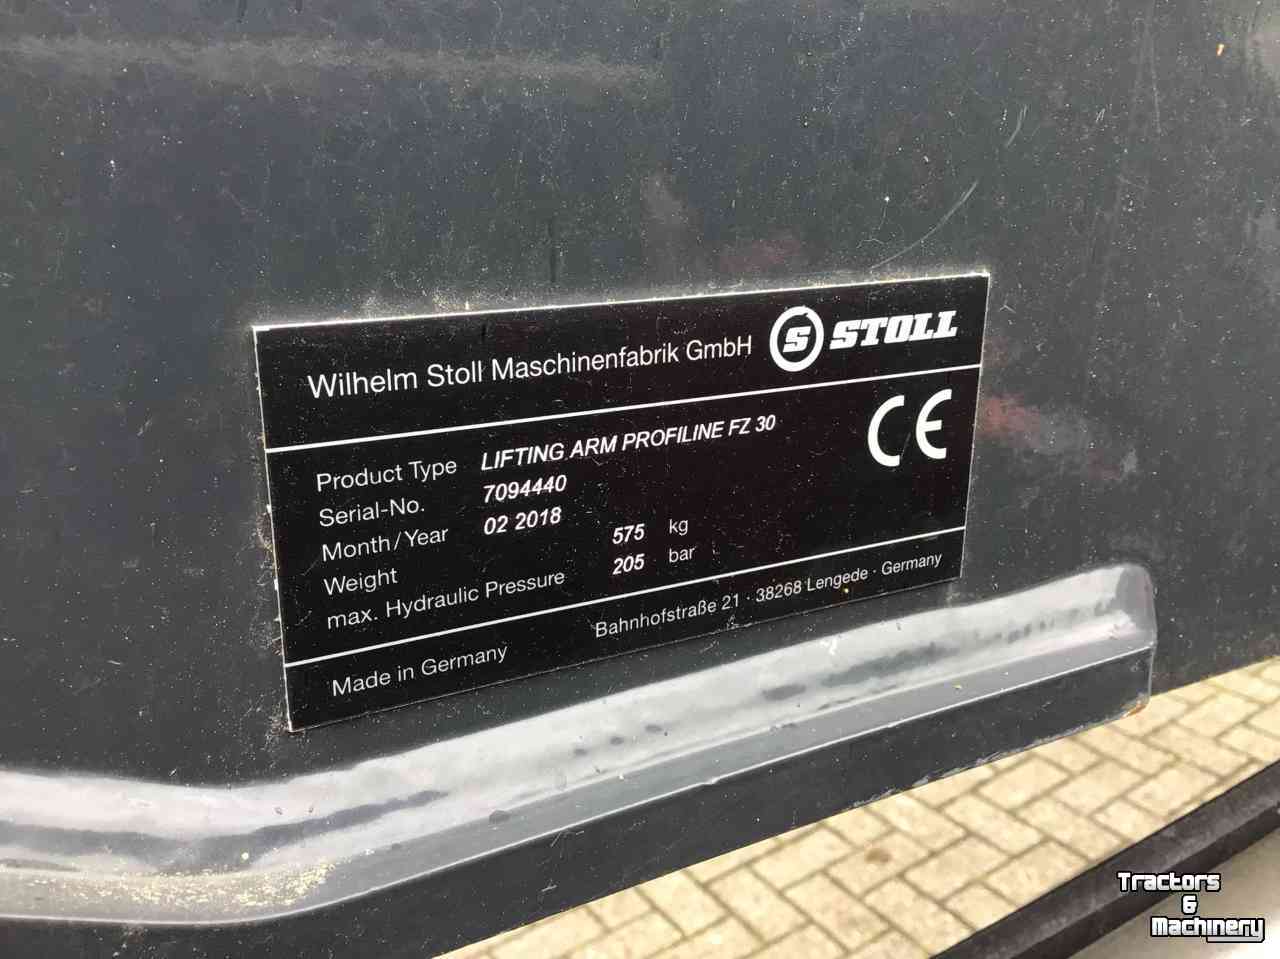 Wilhelm Stoll Maschinenfabrik GmbH S STOLL
Product Type LIFTING ARM PROFILINE FZ 30
Serial-No. 7094440
Month/Year 02 2018
Weight 575 kg
max. Hydraulic Pressure 205 bar
CE
Made in Germany Bahnhofstraße 21 · 38268 Lengede · Germany
Tractors
&
Machinery